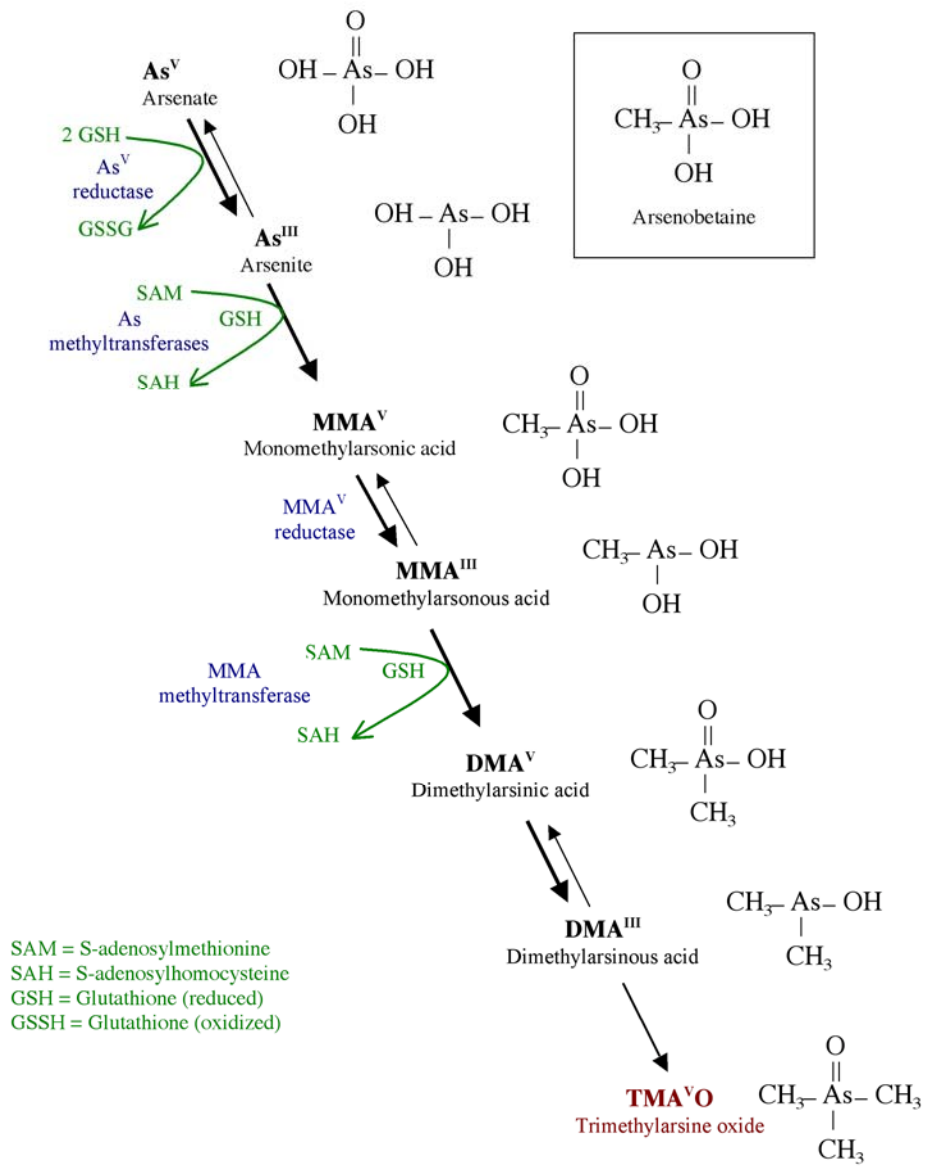 As^V
Arsenate
O
||
OH – As – OH
|
OH
2 GSH
As^V
reductase
GSSG
O
||
CH₃– As – OH
|
OH
Arsenobetaine
As^III
Arsenite
OH – As – OH
|
OH
SAM
GSH
As
methyltransferases
SAH
MMA^V
Monomethylarsonic acid
O
||
CH₃– As – OH
|
OH
MMA^V
reductase
MMA^III
Monomethylarsonous acid
CH₃– As – OH
|
OH
SAM
GSH
MMA
methyltransferase
SAH
DMA^V
Dimethylarsinic acid
O
||
CH₃– As – OH
|
CH₃
DMA^III
Dimethylarsinous acid
CH₃– As – OH
|
CH₃
SAM = S-adenosylmethionine
SAH = S-adenosylhomocysteine
GSH = Glutathione (reduced)
GSSH = Glutathione (oxidized)
TMA^VO
Trimethylarsine oxide
O
||
CH₃– As – CH₃
|
CH₃